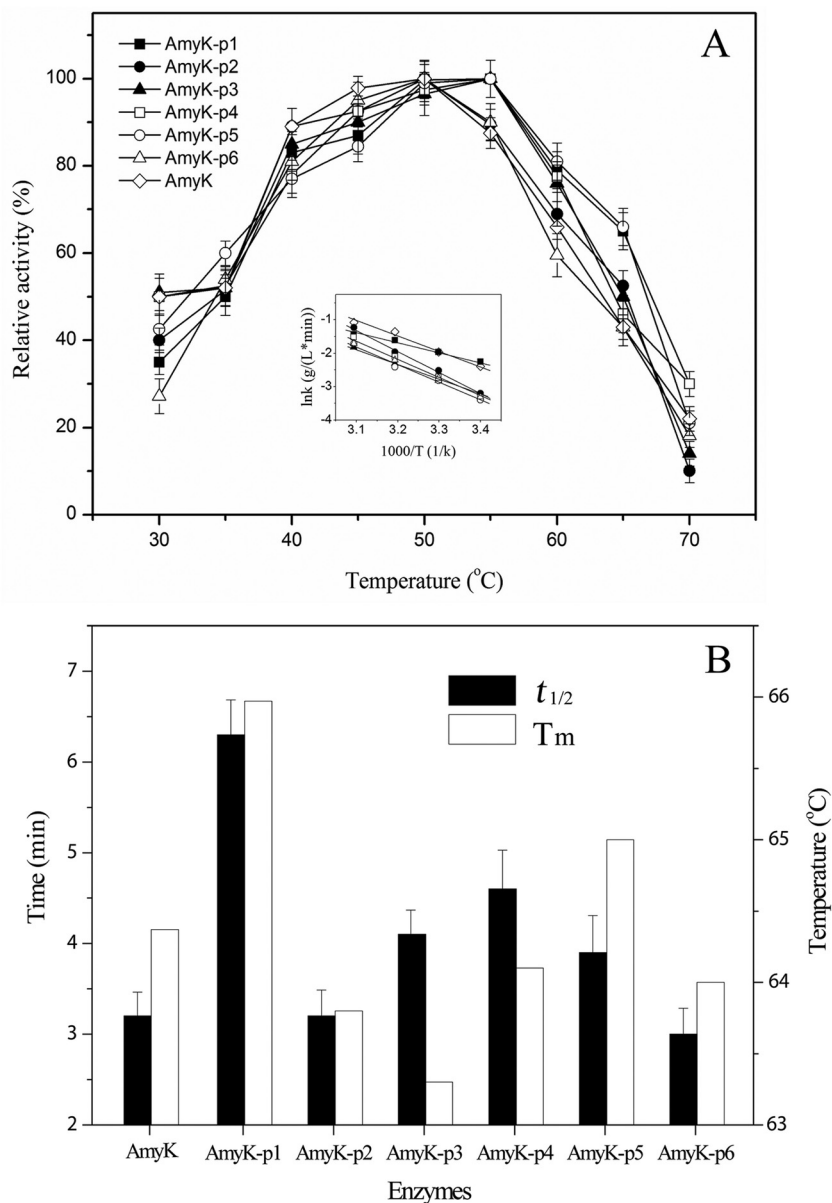 A
AmyK-p1
AmyK-p2
AmyK-p3
AmyK-p4
AmyK-p5
AmyK-p6
AmyK
Relative activity (%)
100
80
60
40
20
0
lnk (g/(L*min))
-1
-2
-3
-4
3.1 3.2 3.3 3.4
1000/T (1/k)
30 40 50 60 70
Temperature (°C)
B
t1/2
Tm
Time (min)
7
6
5
4
3
2
66
65
64
63
Temperature (°C)
AmyK AmyK-p1 AmyK-p2 AmyK-p3 AmyK-p4 AmyK-p5 AmyK-p6
Enzymes